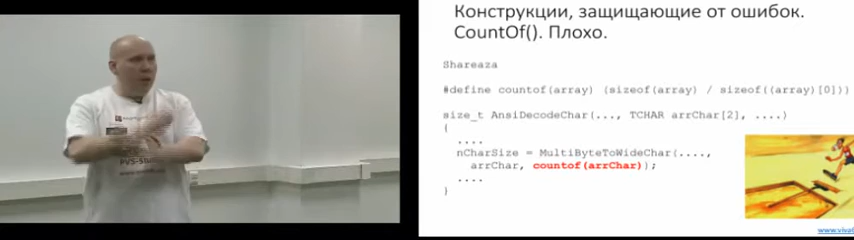 Конструкции, защищающие от ошибок.
CountOf(). Плохо.
Shareaza
#define countof(array) (sizeof(array) / sizeof((array)[0]))
size_t AnsiDecodeChar(..., TCHAR arrChar[2], ....)
{
....
nCharSize = MultiByteToWideChar(....,
arrChar, countof(arrChar));
....
}